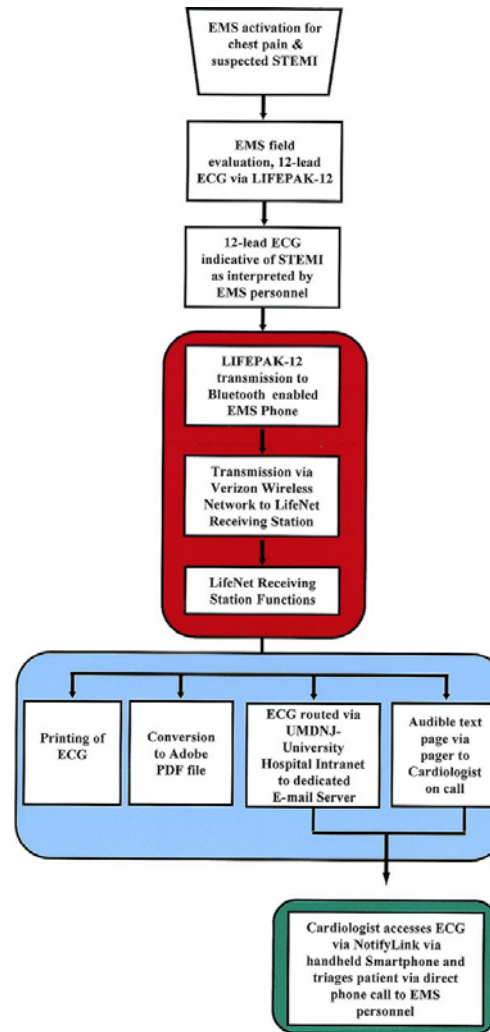 EMS activation for
chest pain &
suspected STEMI
EMS field
evaluation, 12-lead
ECG via LIFEPAK-12
12-lead ECG
indicative of STEMI
as interpreted by
EMS personnel
LIFEPAK-12
transmission to
Bluetooth enabled
EMS Phone
Transmission via
Verizon Wireless
Network to LifeNet
Receiving Station
LifeNet Receiving
Station Functions
Printing of
ECG
Conversion
to Adobe
PDF file
ECG routed via
UMDNJ-
University
Hospital Intranet
to dedicated
E-mail Server
Audible text
page via
pager to
Cardiologist
on call
Cardiologist accesses ECG
via NotifyLink via
handheld Smartphone and
triages patient via direct
phone call to EMS
personnel